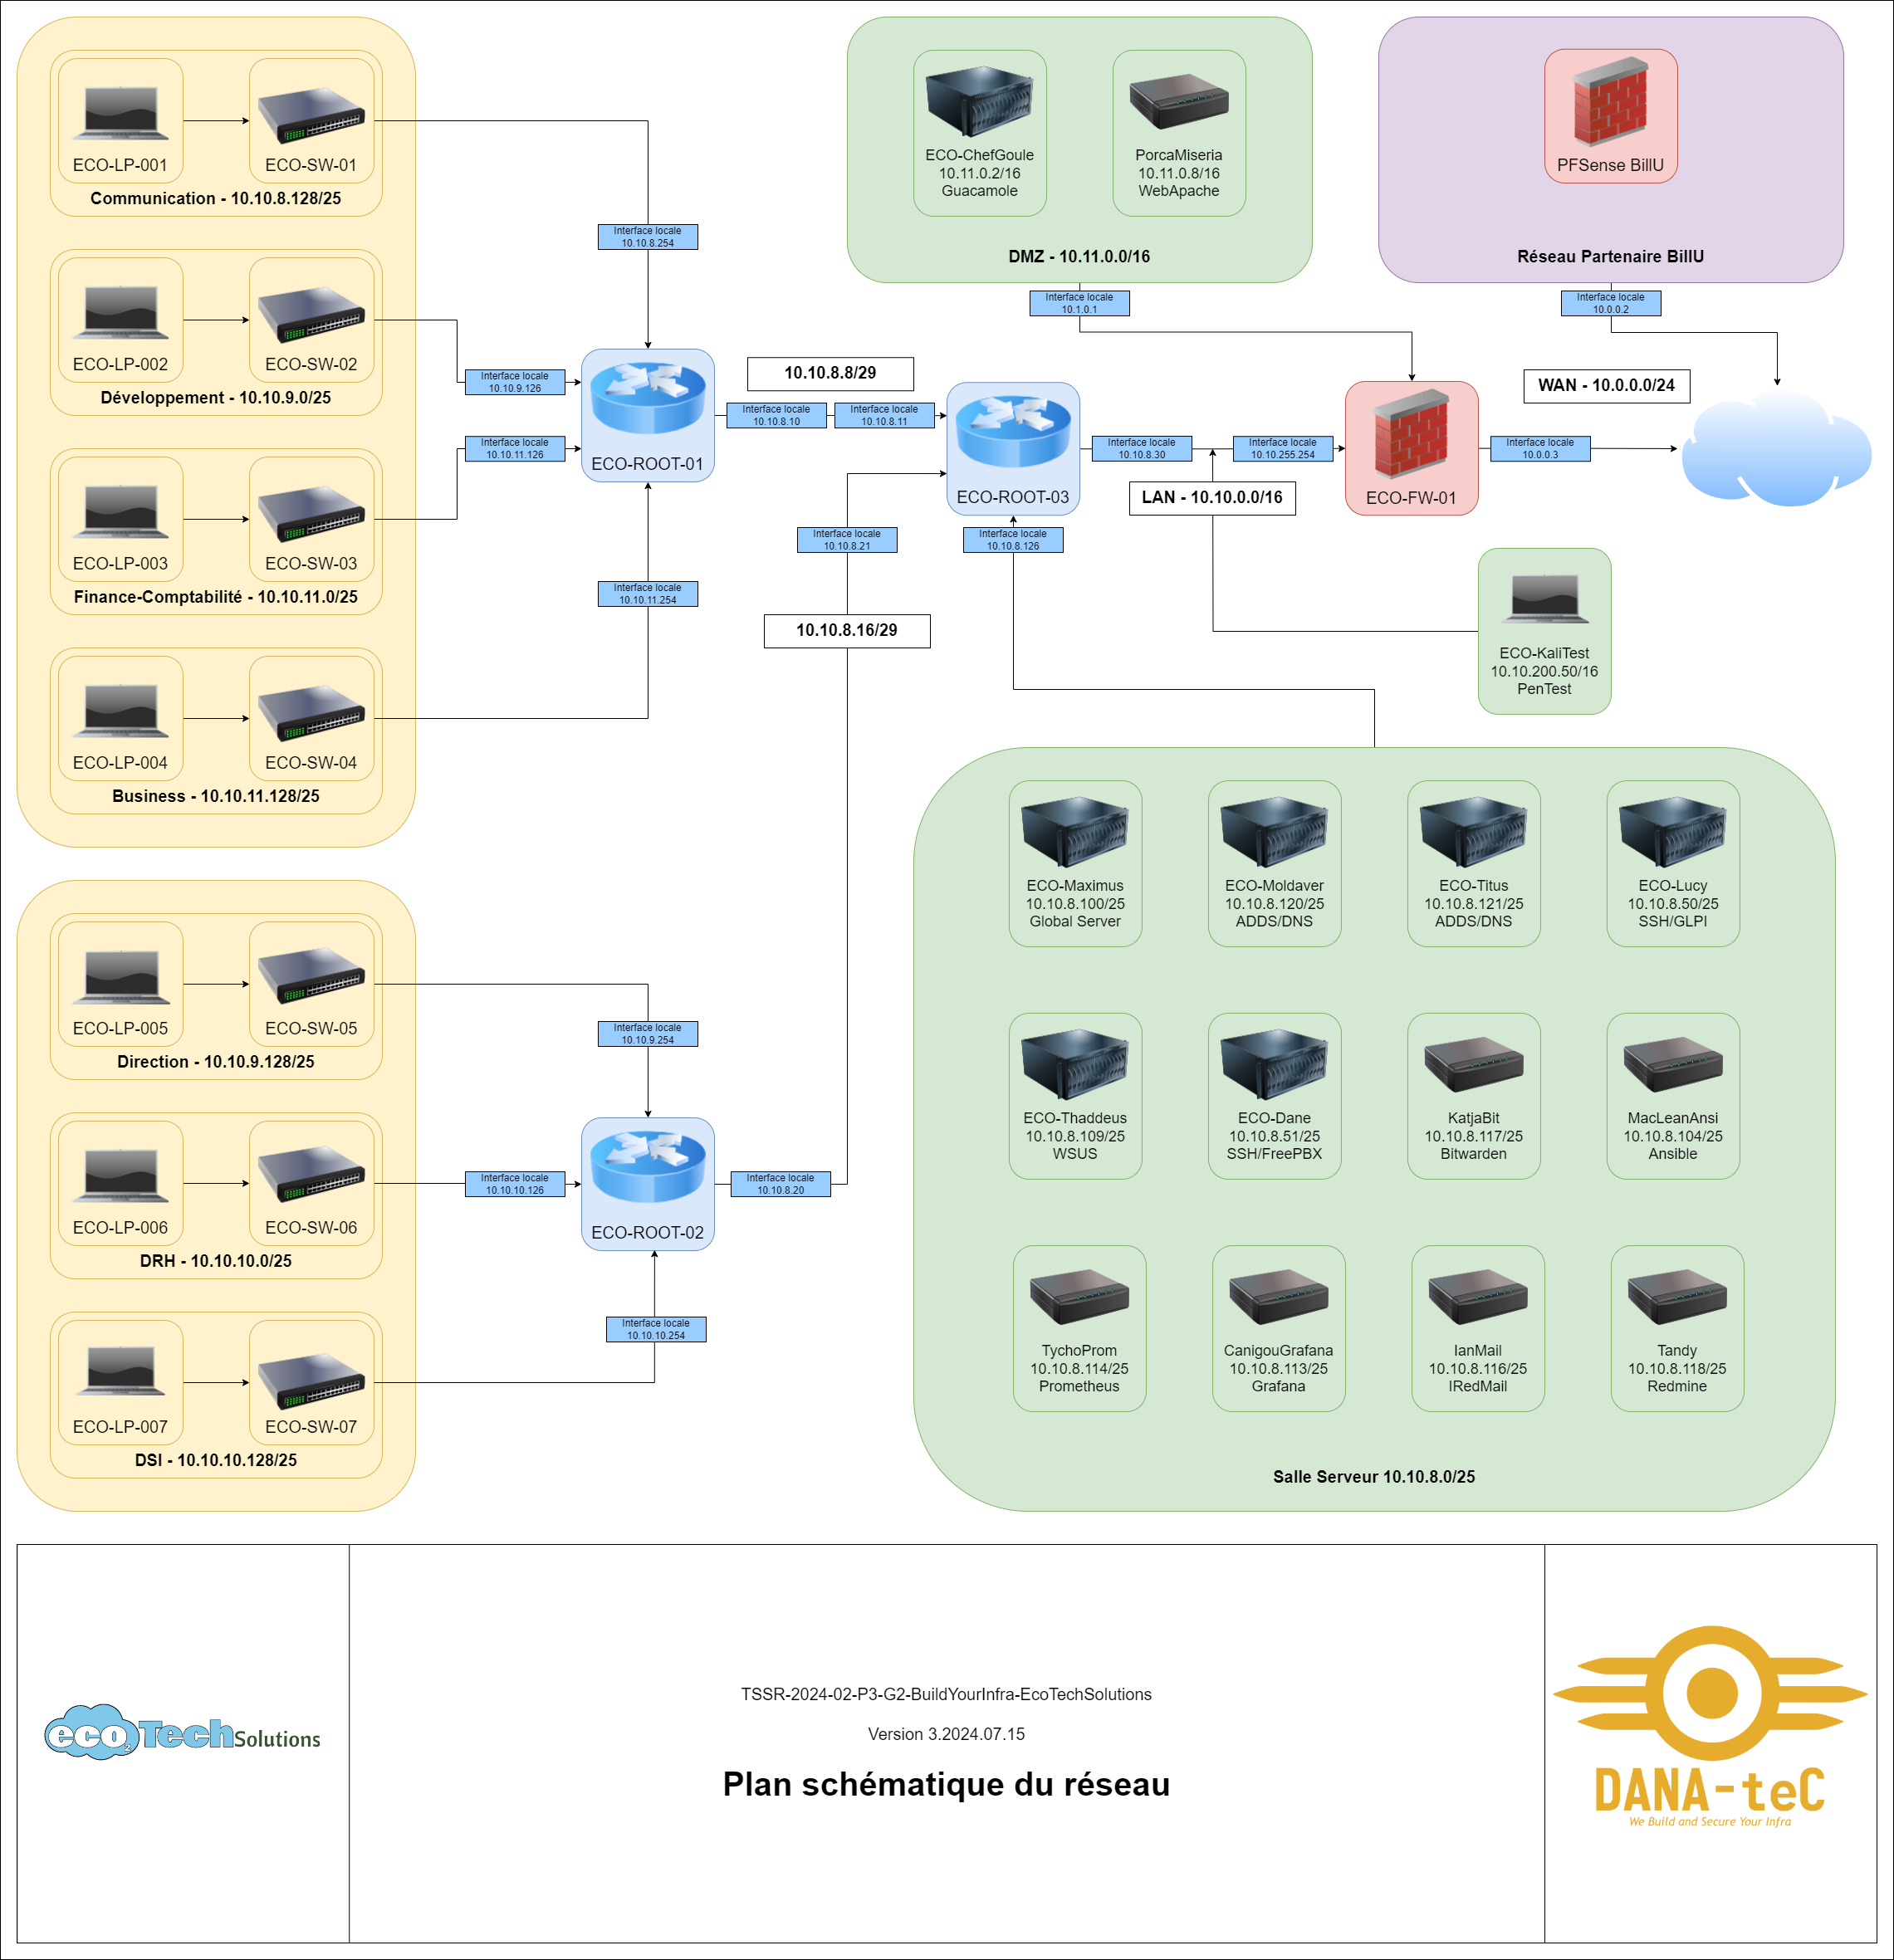 ECO-LP-001
ECO-SW-01
Communication - 10.10.8.128/25
ECO-LP-002
ECO-SW-02
Développement - 10.10.9.0/25
ECO-LP-003
ECO-SW-03
Finance-Comptabilité - 10.10.11.0/25
ECO-LP-004
ECO-SW-04
Business - 10.10.11.128/25
Interface locale
10.10.8.254
Interface locale
10.10.9.126
Interface locale
10.10.11.126
Interface locale
10.10.11.254
ECO-ROOT-01
10.10.8.8/29
Interface locale
10.10.8.10
Interface locale
10.10.8.11
ECO-ChefGoule
10.11.0.2/16
Guacamole
PorcaMiseria
10.11.0.8/16
WebApache
DMZ - 10.11.0.0/16
Interface locale
10.1.0.1
PFSense BillU
Réseau Partenaire BillU
Interface locale
10.0.0.2
WAN - 10.0.0.0/24
ECO-ROOT-03
Interface locale
10.10.8.30
Interface locale
10.10.255.254
LAN - 10.10.0.0/16
ECO-FW-01
Interface locale
10.0.0.3
Interface locale
10.10.8.21
Interface locale
10.10.8.126
10.10.8.16/29
ECO-KaliTest
10.10.200.50/16
PenTest
ECO-LP-005
ECO-SW-05
Direction - 10.10.9.128/25
ECO-LP-006
ECO-SW-06
DRH - 10.10.10.0/25
ECO-LP-007
ECO-SW-07
DSI - 10.10.10.128/25
Interface locale
10.10.9.254
Interface locale
10.10.10.126
Interface locale
10.10.10.254
ECO-ROOT-02
Interface locale
10.10.8.20
ECO-Maximus
10.10.8.100/25
Global Server
ECO-Moldaver
10.10.8.120/25
ADDS/DNS
ECO-Titus
10.10.8.121/25
ADDS/DNS
ECO-Lucy
10.10.8.50/25
SSH/GLPI
ECO-Thaddeus
10.10.8.109/25
WSUS
ECO-Dane
10.10.8.51/25
SSH/FreePBX
KatjaBit
10.10.8.117/25
Bitwarden
MacLeanAnsi
10.10.8.104/25
Ansible
TychoProm
10.10.8.114/25
Prometheus
CanigouGrafana
10.10.8.113/25
Grafana
IanMail
10.10.8.116/25
IRedMail
Tandy
10.10.8.118/25
Redmine
Salle Serveur 10.10.8.0/25
eco2TechSolutions
TSSR-2024-02-P3-G2-BuildYourInfra-EcoTechSolutions
Version 3.2024.07.15
Plan schématique du réseau
DANA-teC
We Build and Secure Your Infra